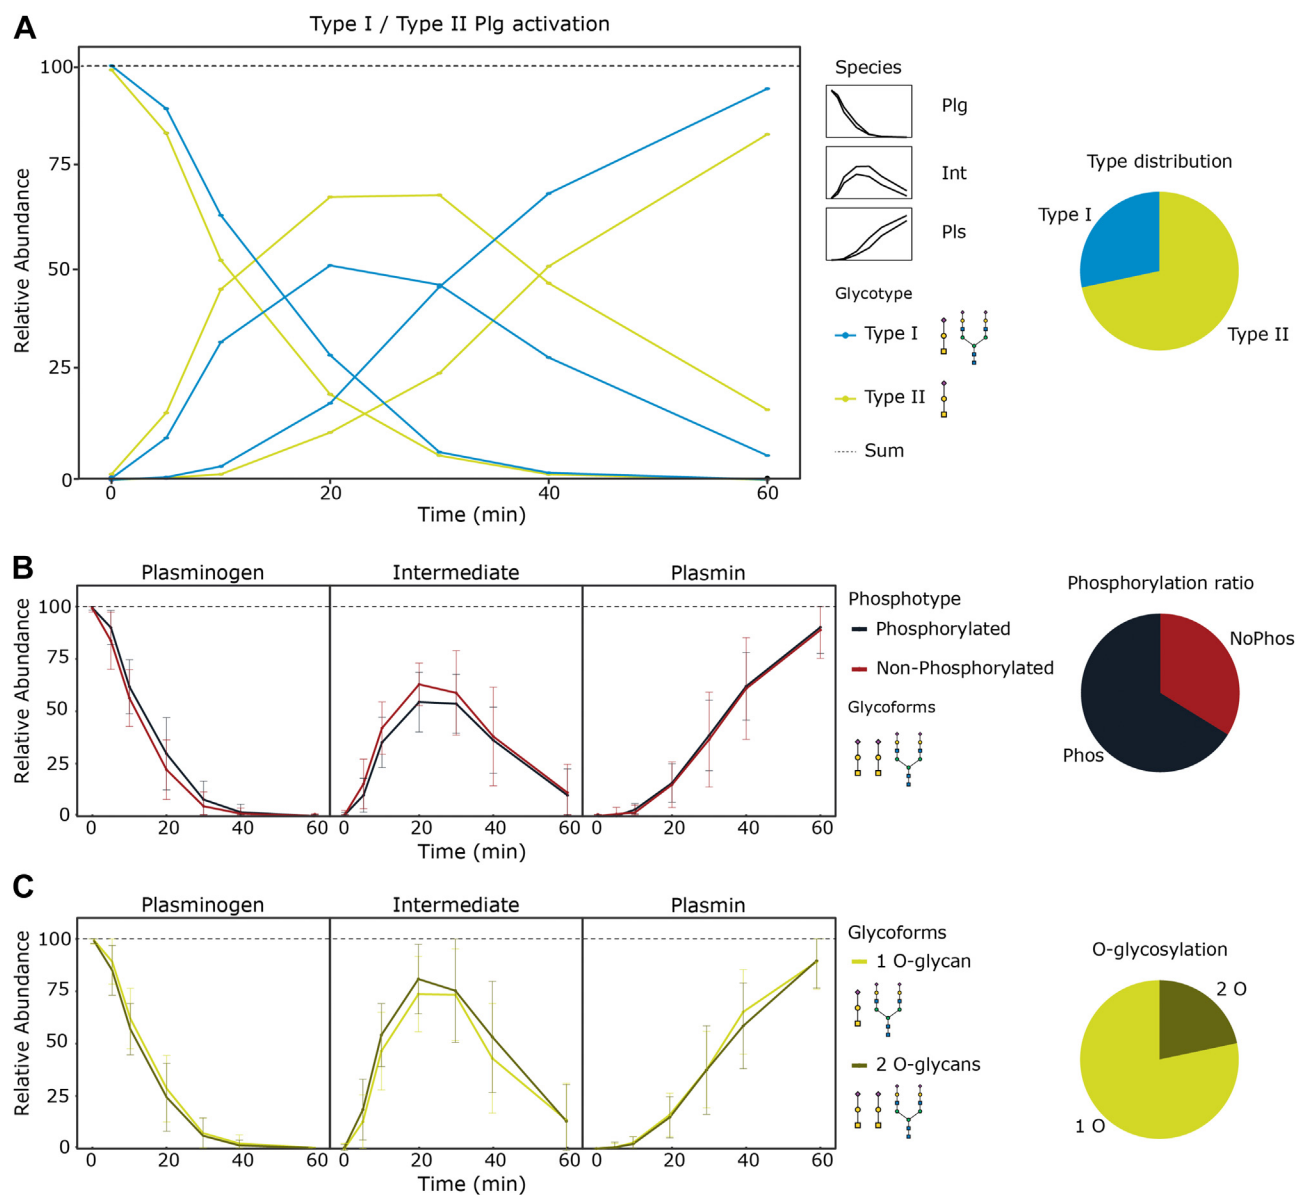 A
Type I / Type II Plg activation
Relative Abundance
100
75
50
25
0
0 20 40 60
Time (min)
Species
Plg
Int
Pls
Glycotype
Type I
Type II
Sum
Type distribution
Type I
Type II
B
Plasminogen Intermediate Plasmin
Relative Abundance
100
75
50
25
0
0 20 40 60 0 20 40 60 0 20 40 60
Time (min)
Phosphotype
Phosphorylated
Non-Phosphorylated
Glycoforms
Phosphorylation ratio
NoPhos
Phos
C
Plasminogen Intermediate Plasmin
Relative Abundance
100
75
50
25
0
0 20 40 60 0 20 40 60 0 20 40 60
Time (min)
Glycoforms
1 O-glycan
2 O-glycans
O-glycosylation
2 O
1 O